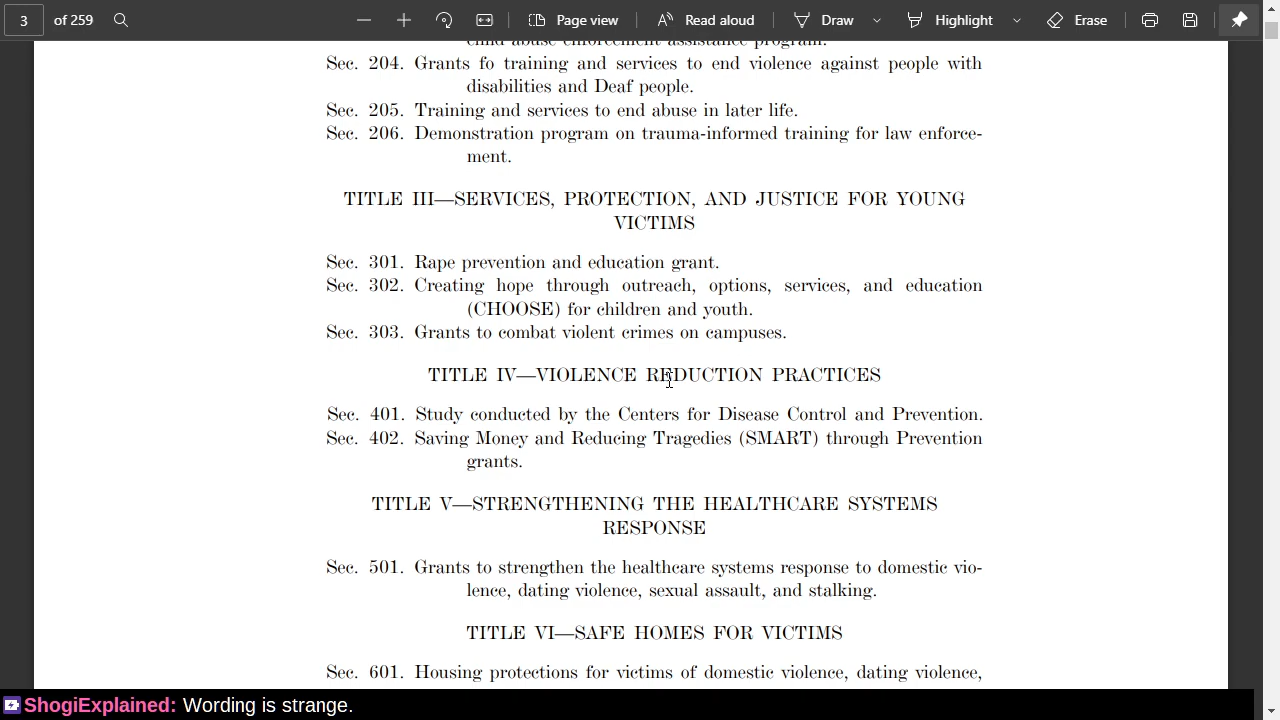 3 of 259 Page view Read aloud Draw Highlight Erase
child abuse enforcement assistance program.
Sec. 204. Grants fo training and services to end violence against people with
disabilities and Deaf people.
Sec. 205. Training and services to end abuse in later life.
Sec. 206. Demonstration program on trauma-informed training for law enforce-
ment.
TITLE III—SERVICES, PROTECTION, AND JUSTICE FOR YOUNG
VICTIMS
Sec. 301. Rape prevention and education grant.
Sec. 302. Creating hope through outreach, options, services, and education
(CHOOSE) for children and youth.
Sec. 303. Grants to combat violent crimes on campuses.
TITLE IV—VIOLENCE REDUCTION PRACTICES
Sec. 401. Study conducted by the Centers for Disease Control and Prevention.
Sec. 402. Saving Money and Reducing Tragedies (SMART) through Prevention
grants.
TITLE V—STRENGTHENING THE HEALTHCARE SYSTEMS
RESPONSE
Sec. 501. Grants to strengthen the healthcare systems response to domestic vio-
lence, dating violence, sexual assault, and stalking.
TITLE VI—SAFE HOMES FOR VICTIMS
Sec. 601. Housing protections for victims of domestic violence, dating violence,
ShogiExplained: Wording is strange.